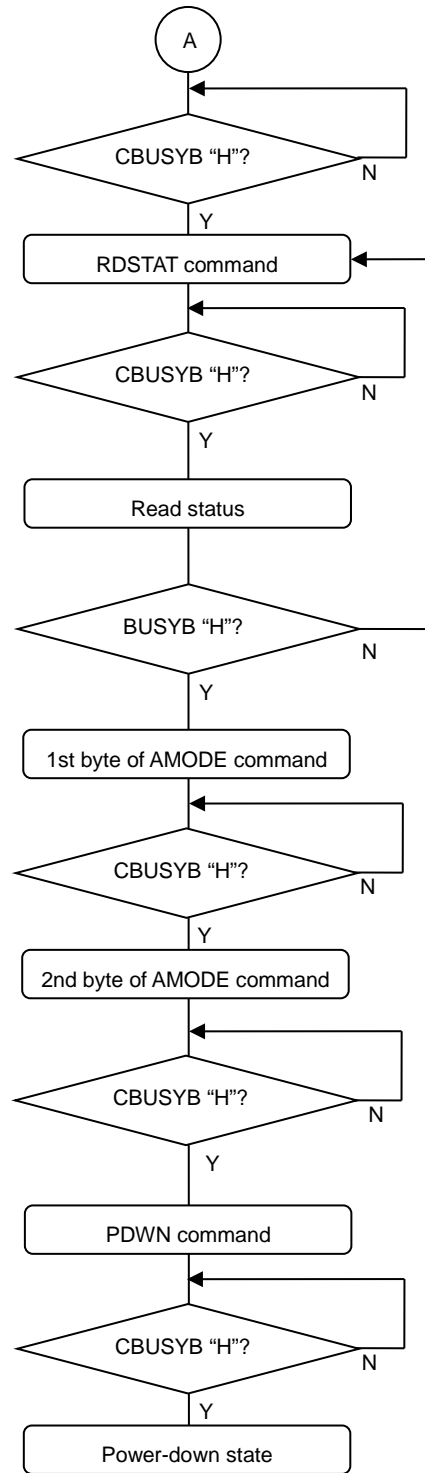 A
CBUSYB “H”?
N
Y
RDSTAT command
CBUSYB “H”?
N
Y
Read status
BUSYB “H”?
N
Y
1st byte of AMODE command
CBUSYB “H”?
N
Y
2nd byte of AMODE command
CBUSYB “H”?
N
Y
PDWN command
CBUSYB “H”?
N
Y
Power-down state